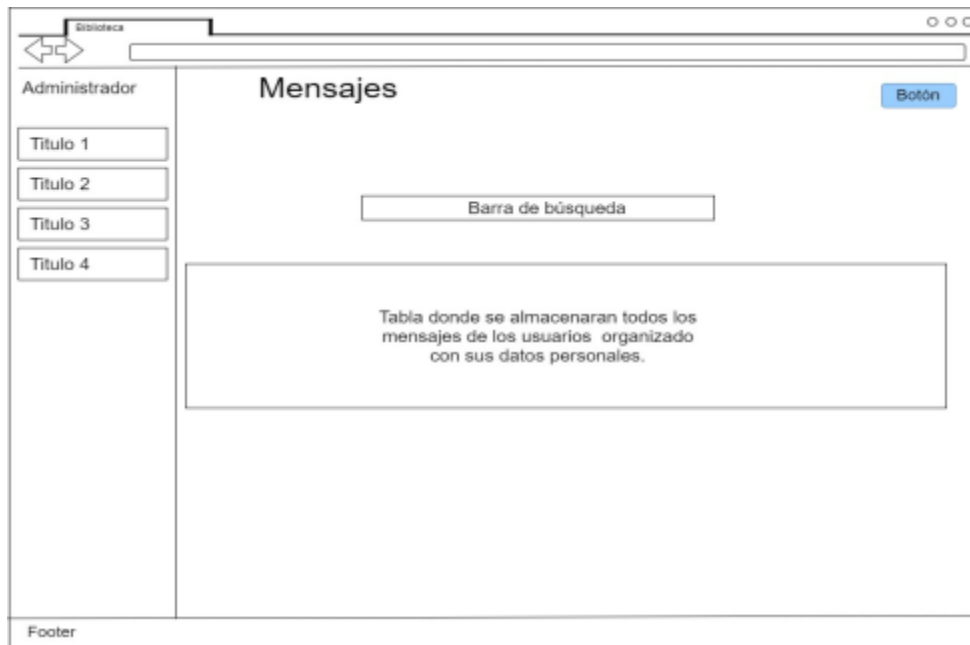 Biblioteca
Administrador
Mensajes
Botón
Titulo 1
Titulo 2
Titulo 3
Titulo 4
Barra de búsqueda
Tabla donde se almacenaran todos los
mensajes de los usuarios organizado
con sus datos personales.
Footer